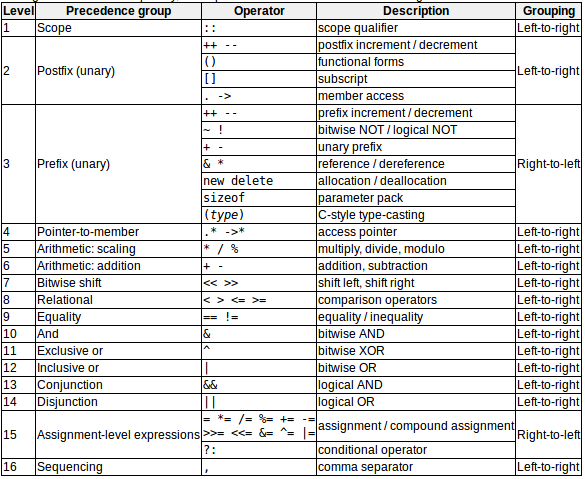 Level Precedence group Operator Description Grouping
1 Scope :: scope qualifier Left-to-right
2 Postfix (unary) ++ -- postfix increment / decrement Left-to-right
() functional forms
[] subscript
. -> member access
3 Prefix (unary) ++ -- prefix increment / decrement Right-to-left
~ ! bitwise NOT / logical NOT
+ - unary prefix
& * reference / dereference
new delete allocation / deallocation
sizeof parameter pack
(type) C-style type-casting
4 Pointer-to-member .* ->* access pointer Left-to-right
5 Arithmetic: scaling * / % multiply, divide, modulo Left-to-right
6 Arithmetic: addition + - addition, subtraction Left-to-right
7 Bitwise shift << >> shift left, shift right Left-to-right
8 Relational < > <= >= comparison operators Left-to-right
9 Equality == != equality / inequality Left-to-right
10 And & bitwise AND Left-to-right
11 Exclusive or ^ bitwise XOR Left-to-right
12 Inclusive or | bitwise OR Left-to-right
13 Conjunction && logical AND Left-to-right
14 Disjunction || logical OR Left-to-right
15 Assignment-level expressions = *= /= %= += -= assignment / compound assignment Right-to-left
>>= <<= &= ^= |=
?: conditional operator
16 Sequencing , comma separator Left-to-right